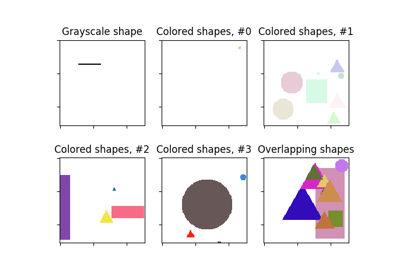 Grayscale shape
Colored shapes, #0
Colored shapes, #1
Colored shapes, #2
Colored shapes, #3
Overlapping shapes